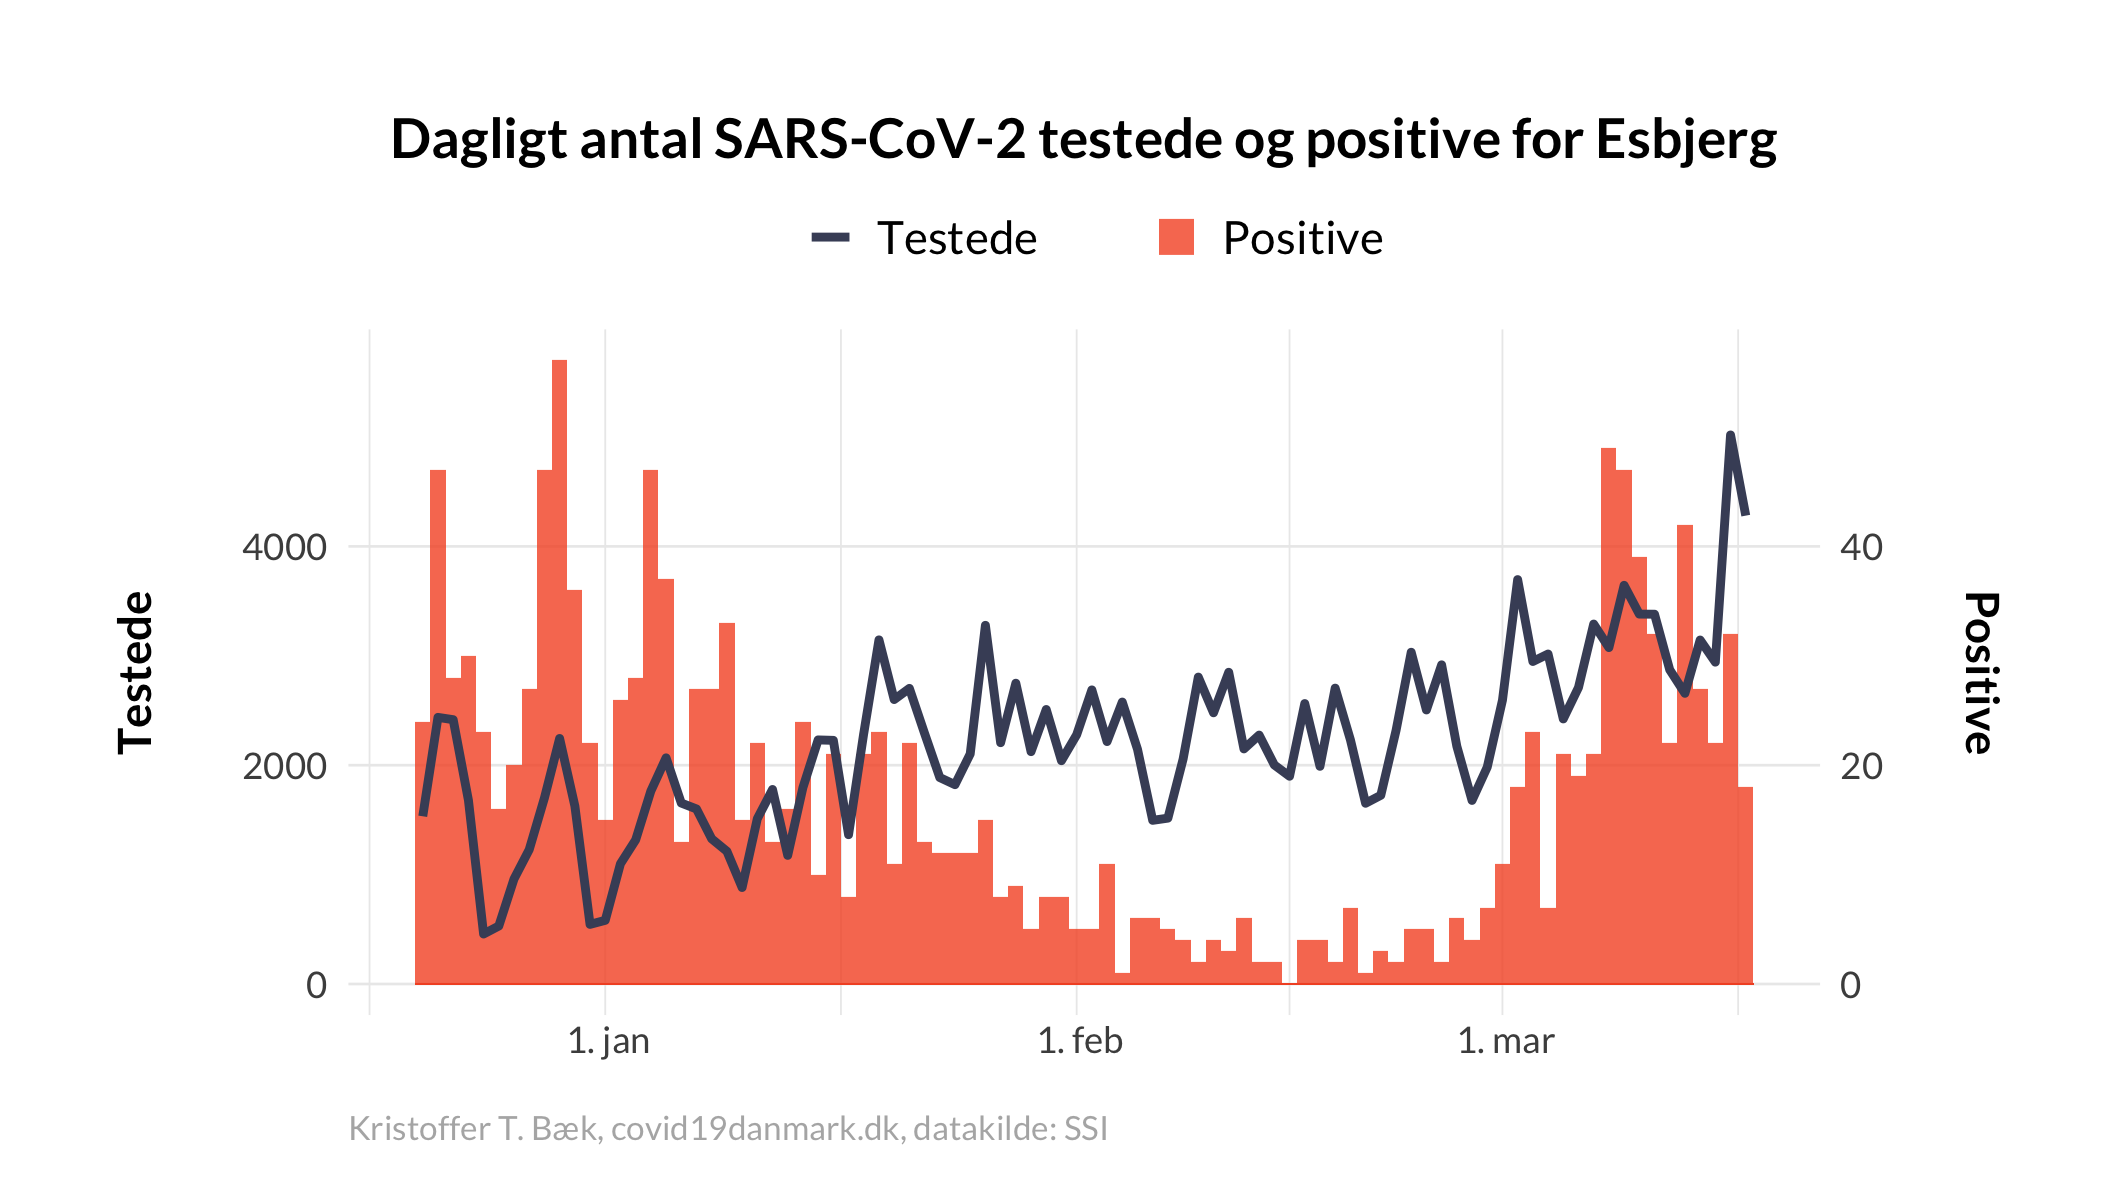 Dagligt antal SARS-CoV-2 testede og positive for Esbjerg
Testede
Positive
Testede
4000
2000
0
40
20
0
Positive
1. jan
1. feb
1. mar
Kristoffer T. Bæk, covid19danmark.dk, datakilde: SSI